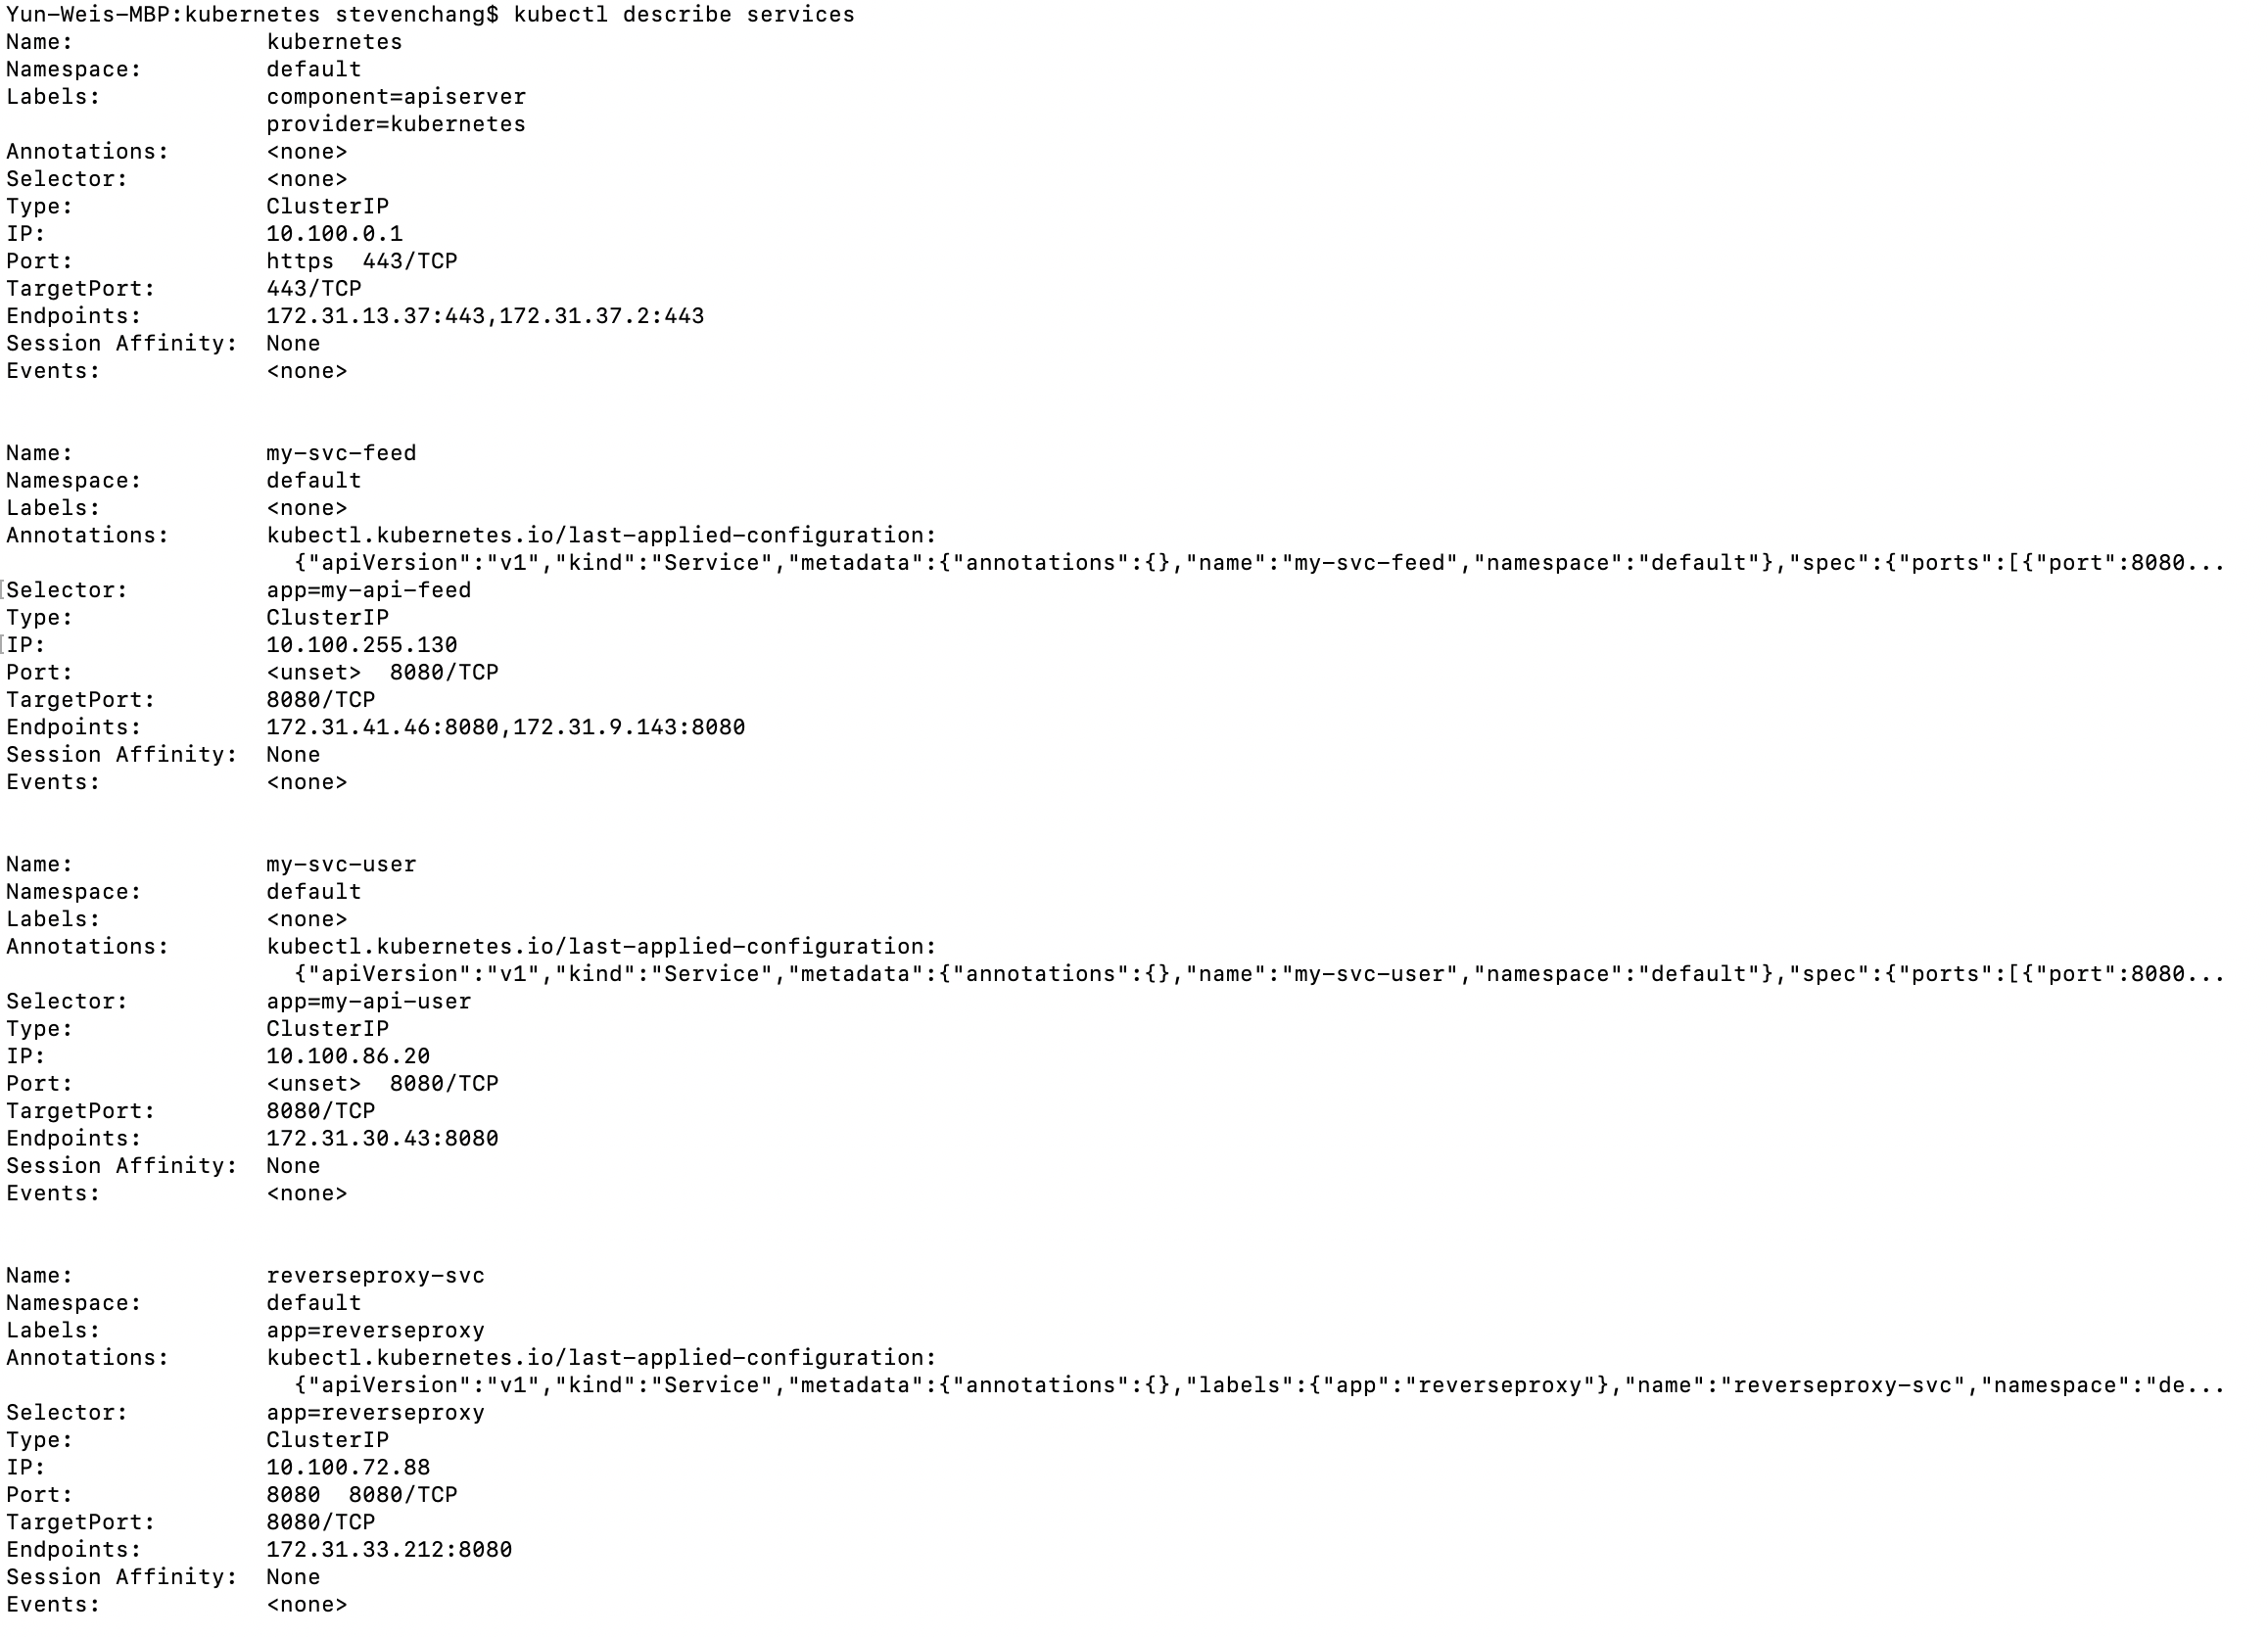 Yun-Weis-MBP:kubernetes stevenchang$ kubectl describe services
Name:              kubernetes
Namespace:         default
Labels:            component=apiserver
                   provider=kubernetes
Annotations:       <none>
Selector:          <none>
Type:              ClusterIP
IP:                10.100.0.1
Port:              https  443/TCP
TargetPort:        443/TCP
Endpoints:         172.31.13.37:443,172.31.37.2:443
Session Affinity:  None
Events:            <none>

Name:              my-svc-feed
Namespace:         default
Labels:            <none>
Annotations:       kubectl.kubernetes.io/last-applied-configuration:
                     {"apiVersion":"v1","kind":"Service","metadata":{"annotations":{},"name":"my-svc-feed","namespace":"default"},"spec":{"ports":[{"port":8080...
Selector:          app=my-api-feed
Type:              ClusterIP
IP:                10.100.255.130
Port:              <unset>  8080/TCP
TargetPort:        8080/TCP
Endpoints:         172.31.41.46:8080,172.31.9.143:8080
Session Affinity:  None
Events:            <none>

Name:              my-svc-user
Namespace:         default
Labels:            <none>
Annotations:       kubectl.kubernetes.io/last-applied-configuration:
                     {"apiVersion":"v1","kind":"Service","metadata":{"annotations":{},"name":"my-svc-user","namespace":"default"},"spec":{"ports":[{"port":8080...
Selector:          app=my-api-user
Type:              ClusterIP
IP:                10.100.86.20
Port:              <unset>  8080/TCP
TargetPort:        8080/TCP
Endpoints:         172.31.30.43:8080
Session Affinity:  None
Events:            <none>

Name:              reverseproxy-svc
Namespace:         default
Labels:            app=reverseproxy
Annotations:       kubectl.kubernetes.io/last-applied-configuration:
                     {"apiVersion":"v1","kind":"Service","metadata":{"annotations":{},"labels":{"app":"reverseproxy"},"name":"reverseproxy-svc","namespace":"de...
Selector:          app=reverseproxy
Type:              ClusterIP
IP:                10.100.72.88
Port:              8080  8080/TCP
TargetPort:        8080/TCP
Endpoints:         172.31.33.212:8080
Session Affinity:  None
Events:            <none>